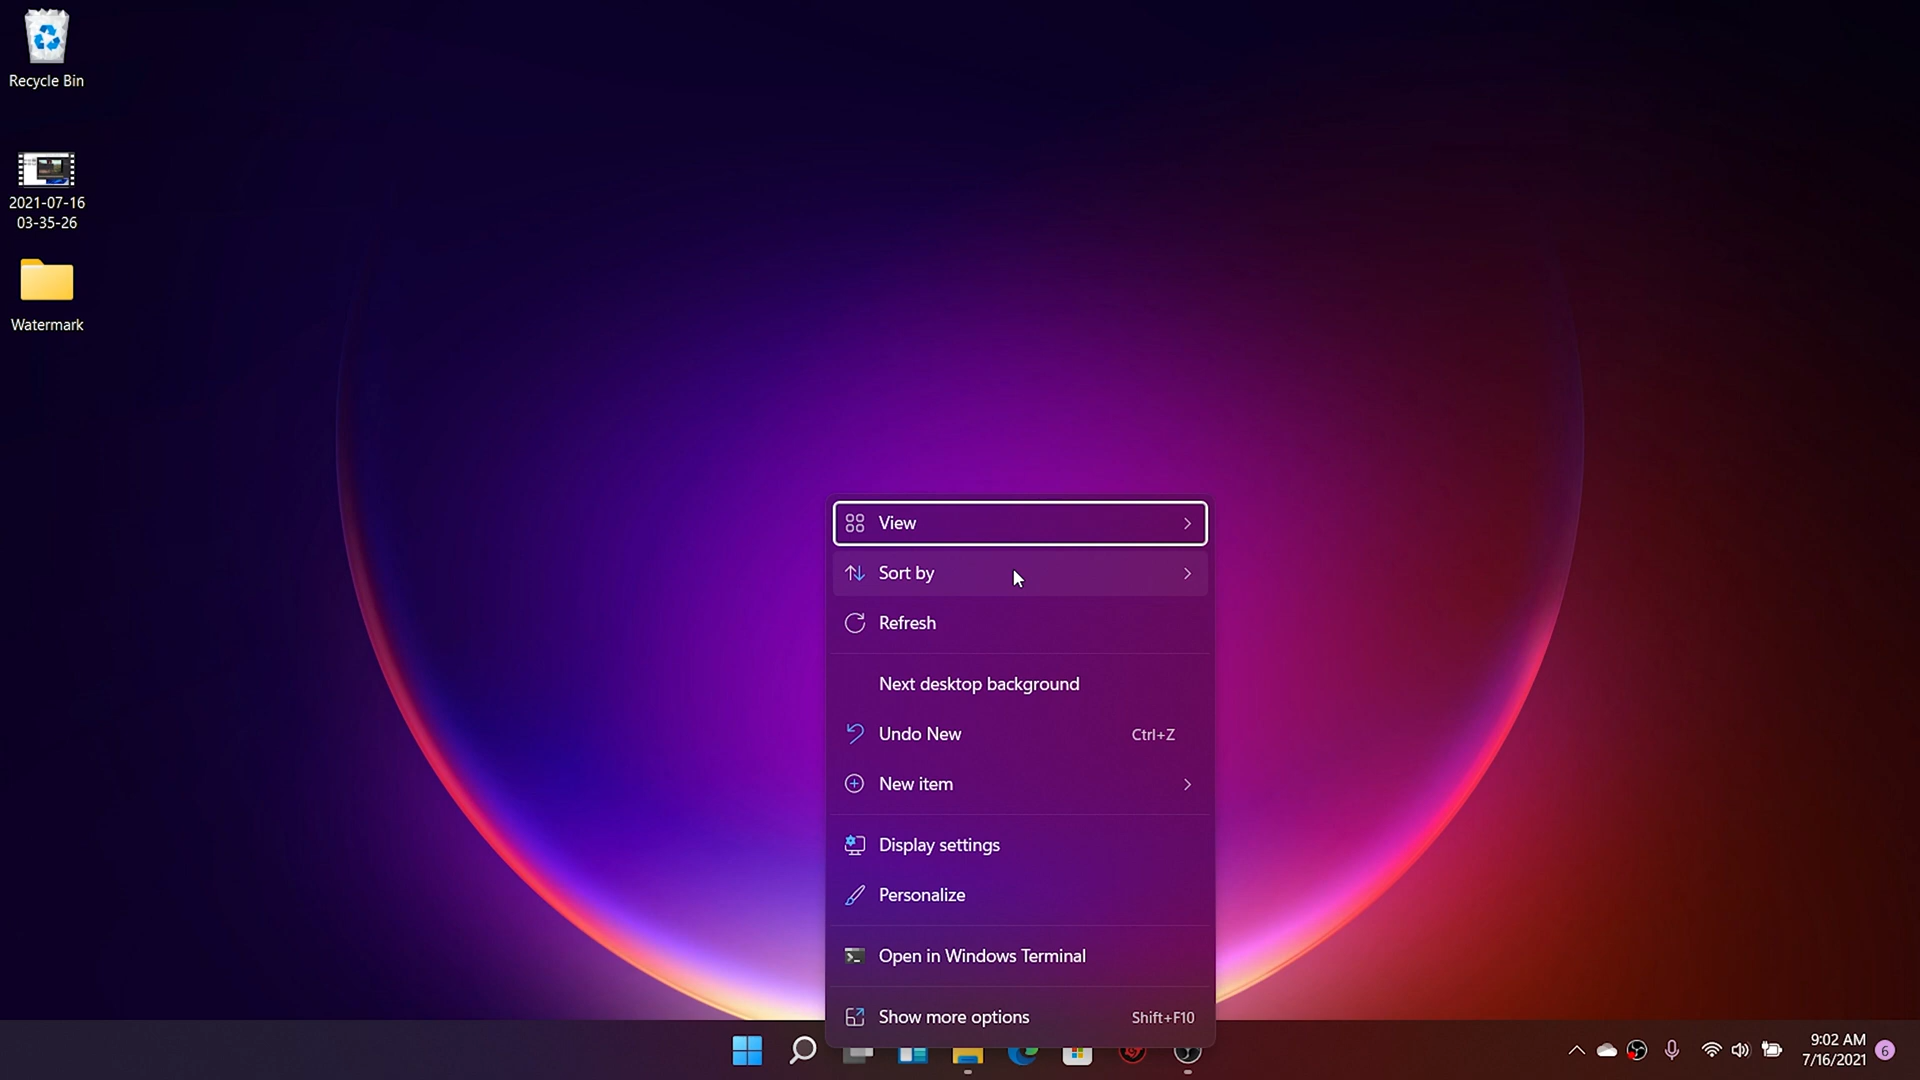 Recycle Bin
2021-07-16
03-35-26
Watermark
View
Sort by
Refresh
Next desktop background
Undo New Ctrl+Z
New item
Display settings
Personalize
Open in Windows Terminal
Show more options Shift+F10
9:02 AM
7/16/2021
6